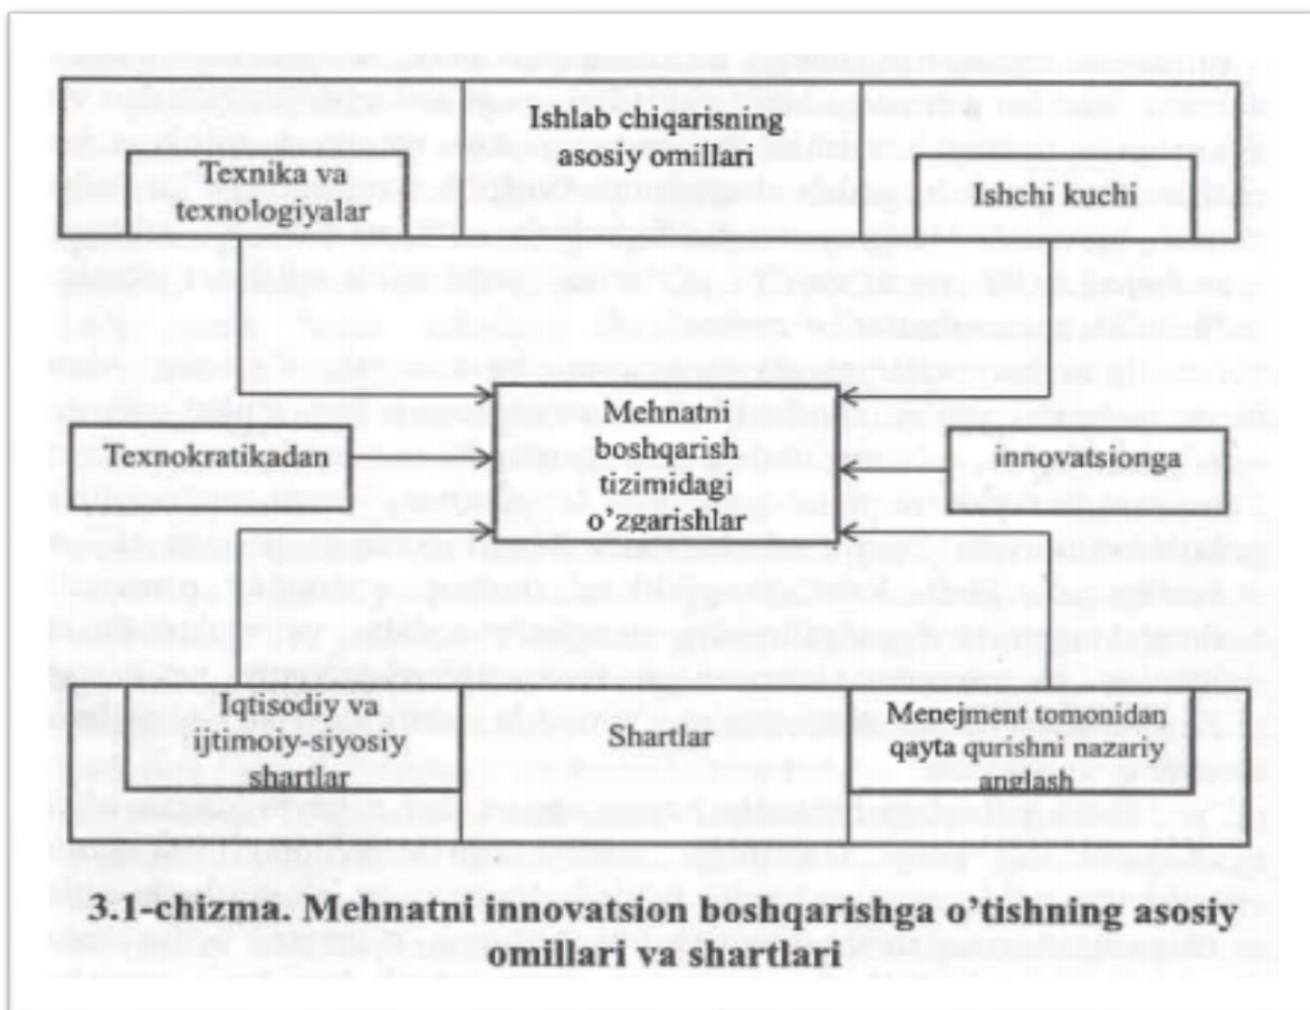 Ishlab chiqarisning
asosiy omillari
Texnika va
texnologiyalar
Ishchi kuchi
Mehnatni
boshqarish
tizimidagi
o’zgarishlar
Texnokratikadan
innovatsionga
Iqtisodiy va
ijtimoiy-siyosiy
shartlar
Shartlar
Menejment tomonidan
qayta qurishni nazariy
anglash
3.1-chizma. Mehnatni innovatsion boshqarishga o’tishning asosiy
omillari va shartlari